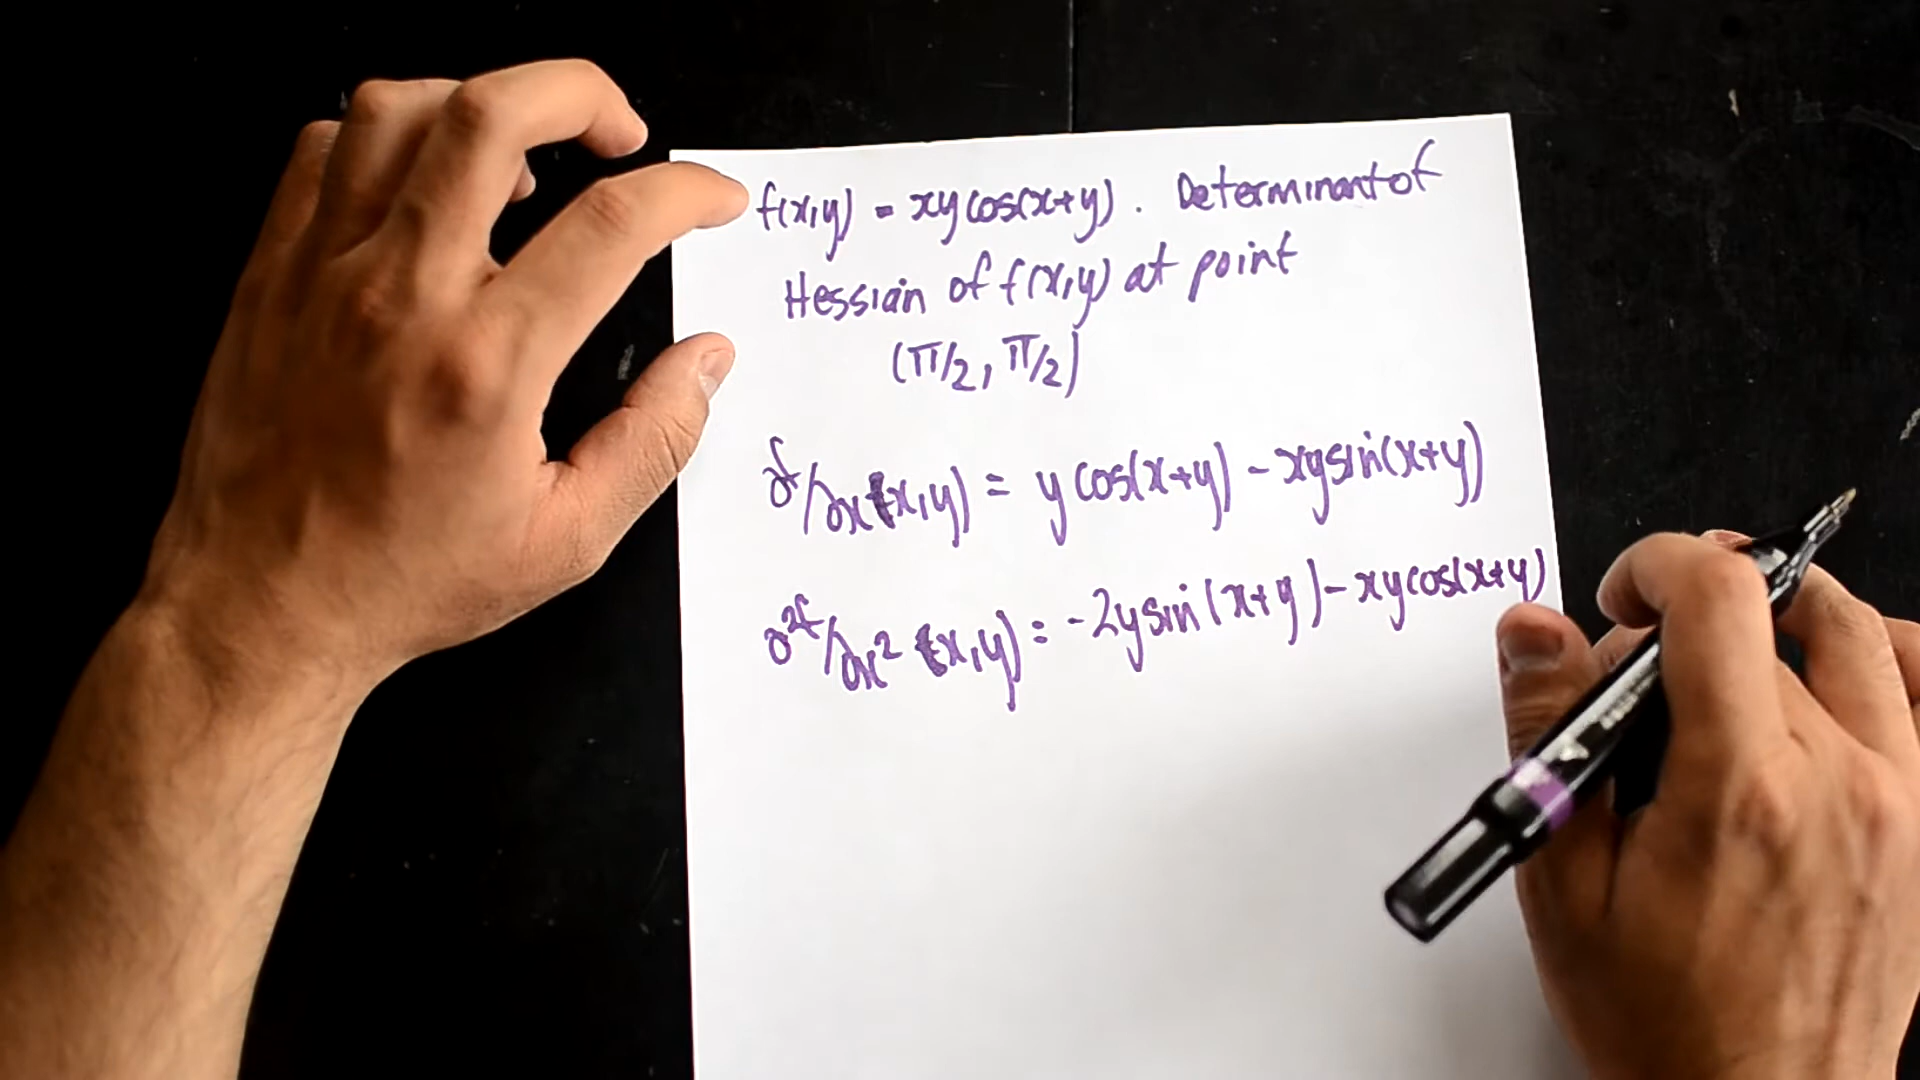 f(x,y) = xy cos(x+y). Determinant of
Hessian of f(x,y) at point
(π/2, π/2)
∂f/∂x (x,y) = y cos(x+y) - xy sin(x+y)
∂²f/∂x² (x,y) = -2y sin(x+y) - xy cos(x+y)